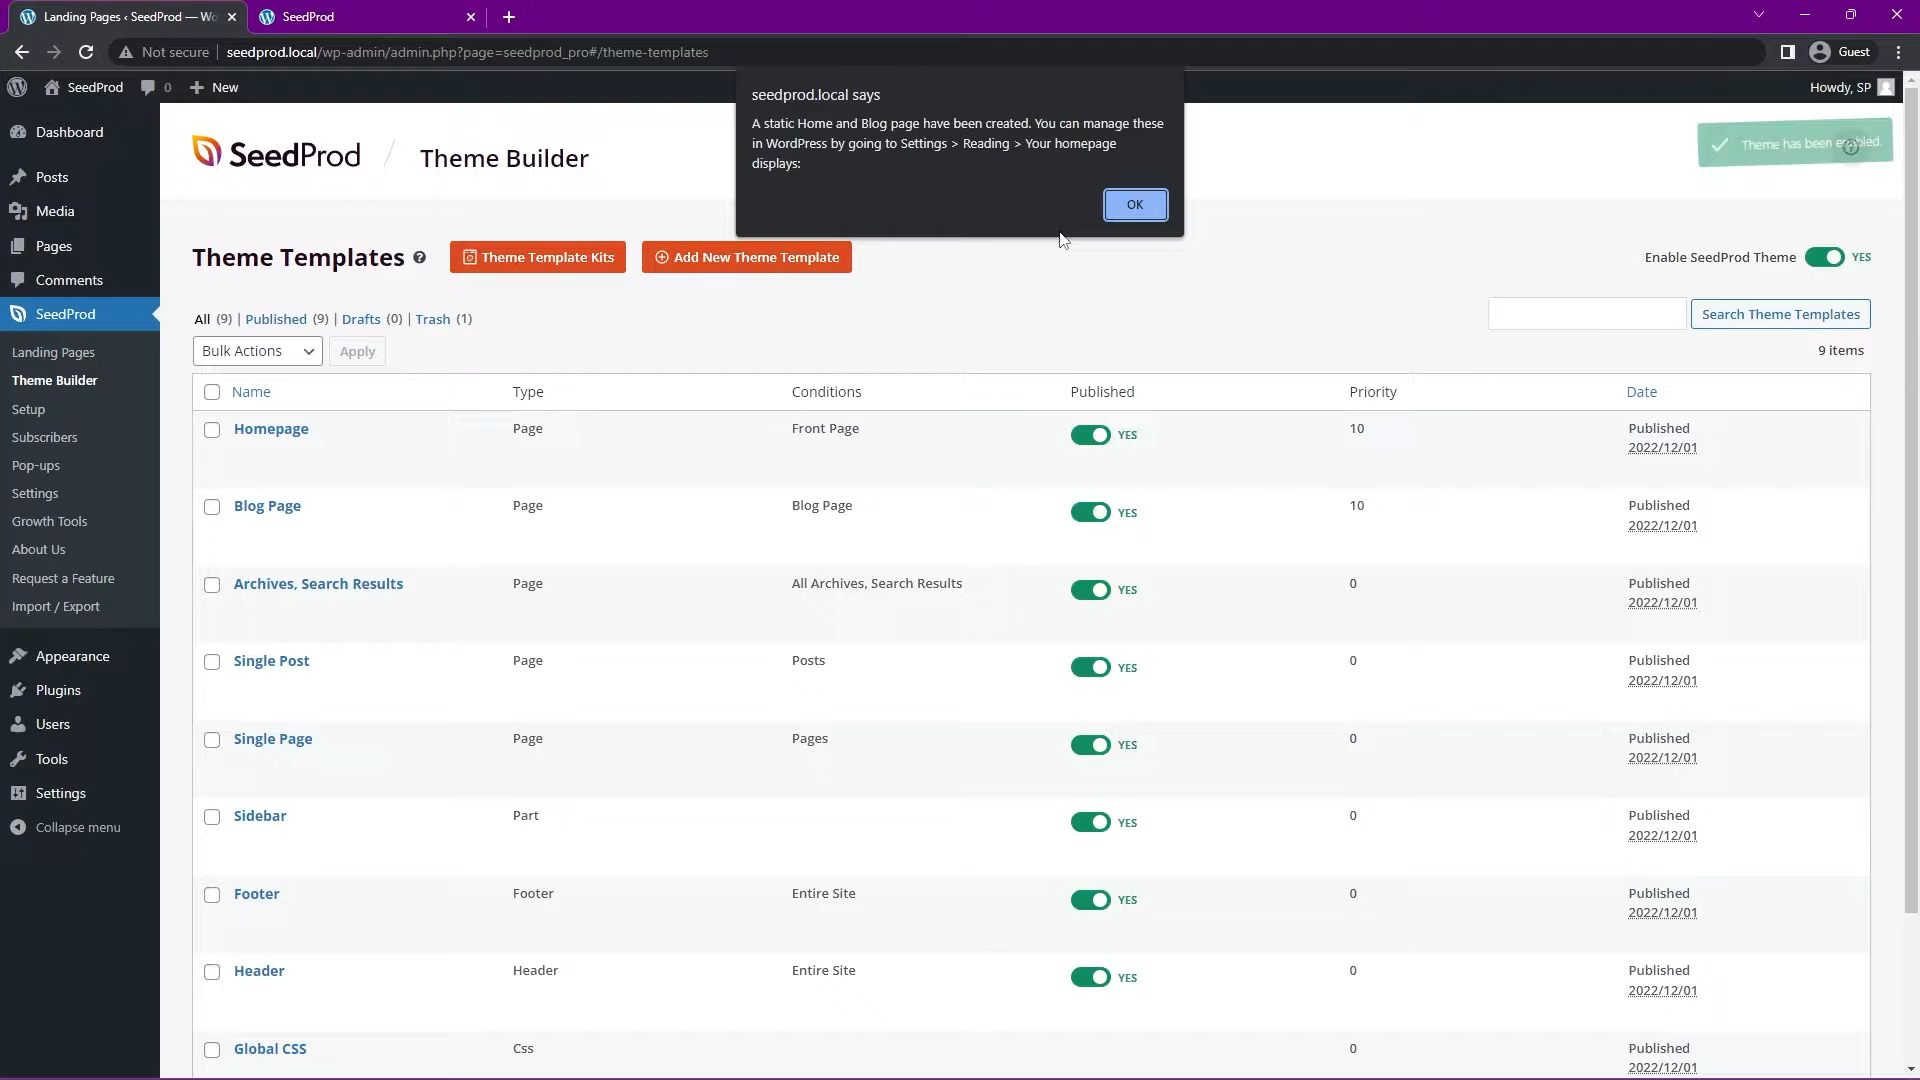 Landing Pages ‹ SeedProd — Wo
SeedProd
Not secure
seedprod.local/wp-admin/admin.php?page=seedprod_pro#/theme-templates
Guest
SeedProd
0
New
Howdy, SP
seedprod.local says
A static Home and Blog page have been created. You can manage these
in WordPress by going to Settings > Reading > Your homepage
displays:
OK
Dashboard
Posts
Media
Pages
Comments
SeedProd
Landing Pages
Theme Builder
Setup
Subscribers
Pop-ups
Settings
Growth Tools
About Us
Request a Feature
Import / Export
Appearance
Plugins
Users
Tools
Settings
Collapse menu
SeedProd / Theme Builder
Theme has been enabled.
Theme Templates
Theme Template Kits
Add New Theme Template
Enable SeedProd Theme YES
All (9) | Published (9) | Drafts (0) | Trash (1)
Search Theme Templates
Bulk Actions
Apply
9 items
Name Type Conditions Published Priority Date
Homepage Page Front Page YES 10 Published
2022/12/01
Blog Page Page Blog Page YES 10 Published
2022/12/01
Archives, Search Results Page All Archives, Search Results YES 0 Published
2022/12/01
Single Post Page Posts YES 0 Published
2022/12/01
Single Page Page Pages YES 0 Published
2022/12/01
Sidebar Part YES 0 Published
2022/12/01
Footer Footer Entire Site YES 0 Published
2022/12/01
Header Header Entire Site YES 0 Published
2022/12/01
Global CSS Css 0 Published
2022/12/01